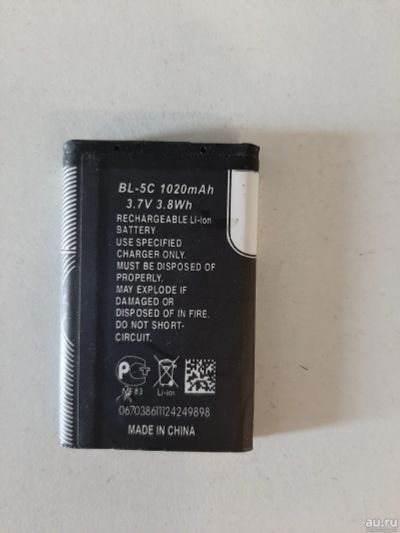 BL-5C 1020mAh
3.7V 3.8Wh
RECHARGEABLE Li-ion
BATTERY
USE SPECIFIED
CHARGER ONLY.
MUST BE DISPOSED OF
PROPERLY.
MAY EXPLODE IF
DAMAGED OR
DISPOSED OF IN FIRE.
DO NOT SHORT-
CIRCUIT.
Li-ion
067038611124249898
MADE IN CHINA
au.ru